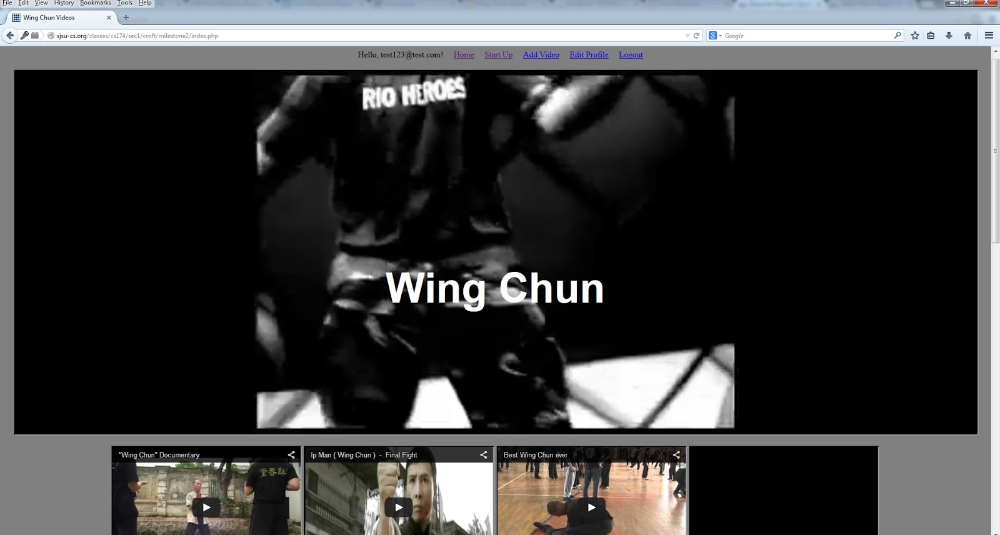 File Edit View History Bookmarks Tools Help
Wing Chun Videos
sjsu-cs.org/classes/cs174/sec1/croft/milestone2/index.php
Google
Hello, test123@test.com! Home Start Up Add Video Edit Profile Logout
RIO HEROES
Wing Chun
"Wing Chun" Documentary
Ip Man ( Wing Chun ) - Final Fight
Best Wing Chun ever